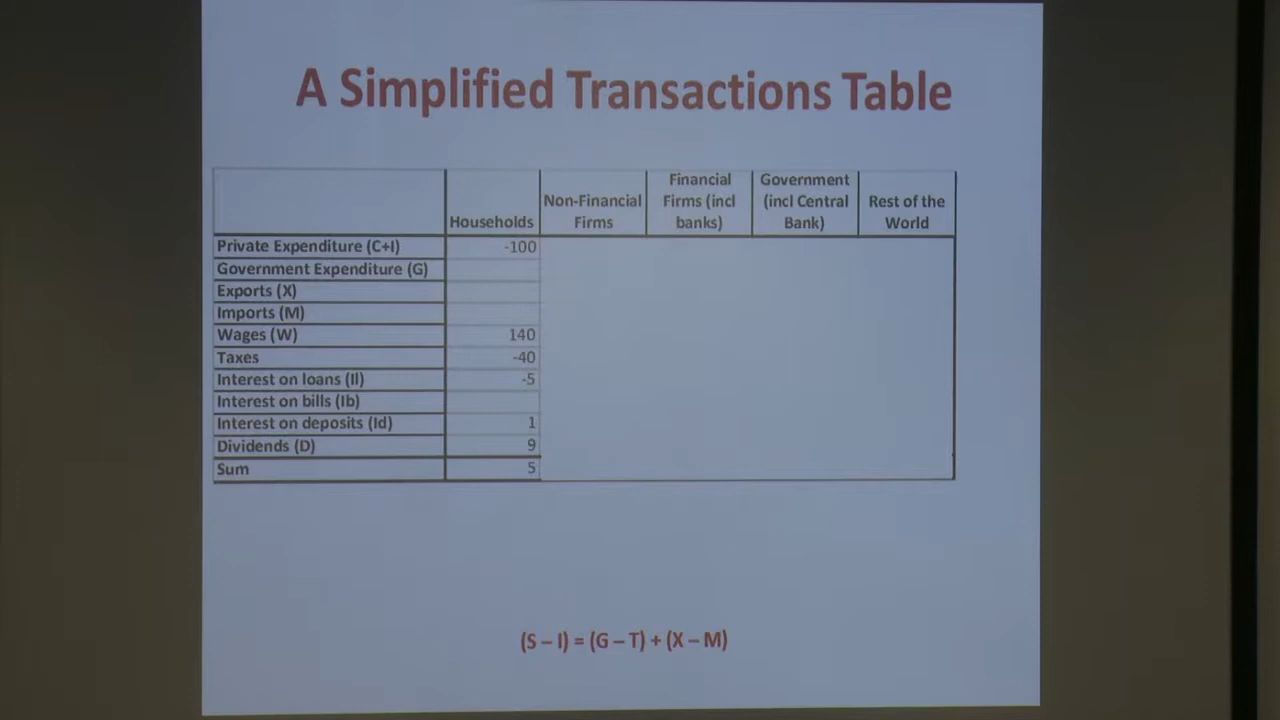 A Simplified Transactions Table
Households
Non-Financial
Firms
Financial
Firms (incl
banks)
Government
(incl Central
Bank)
Rest of the
World
Private Expenditure (C+I) -100
Government Expenditure (G)
Exports (X)
Imports (M)
Wages (W) 140
Taxes -40
Interest on loans (Il) -5
Interest on bills (Ib)
Interest on deposits (Id) 1
Dividends (D) 9
Sum 5
(S – I) = (G – T) + (X – M)